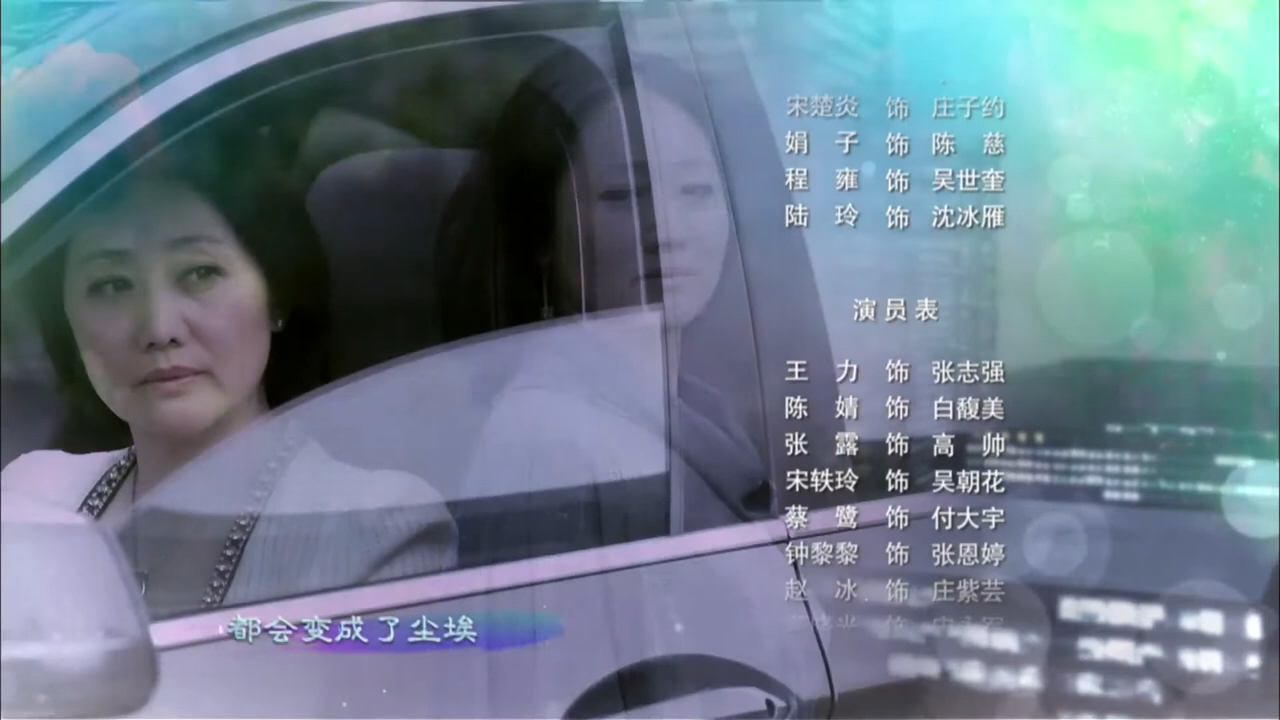 宋楚炎 饰 庄子约
娟 子 饰 陈 慈
程 雍 饰 吴世奎
陆 玲 饰 沈冰雁
演员表
王 力 饰 张志强
陈 婧 饰 白馥美
张 露 饰 高 帅
宋轶玲 饰 吴朝花
蔡 鹭 饰 付大宇
钟黎黎 饰 张恩婷
赵 冰 饰 庄紫芸
都会变成了尘埃